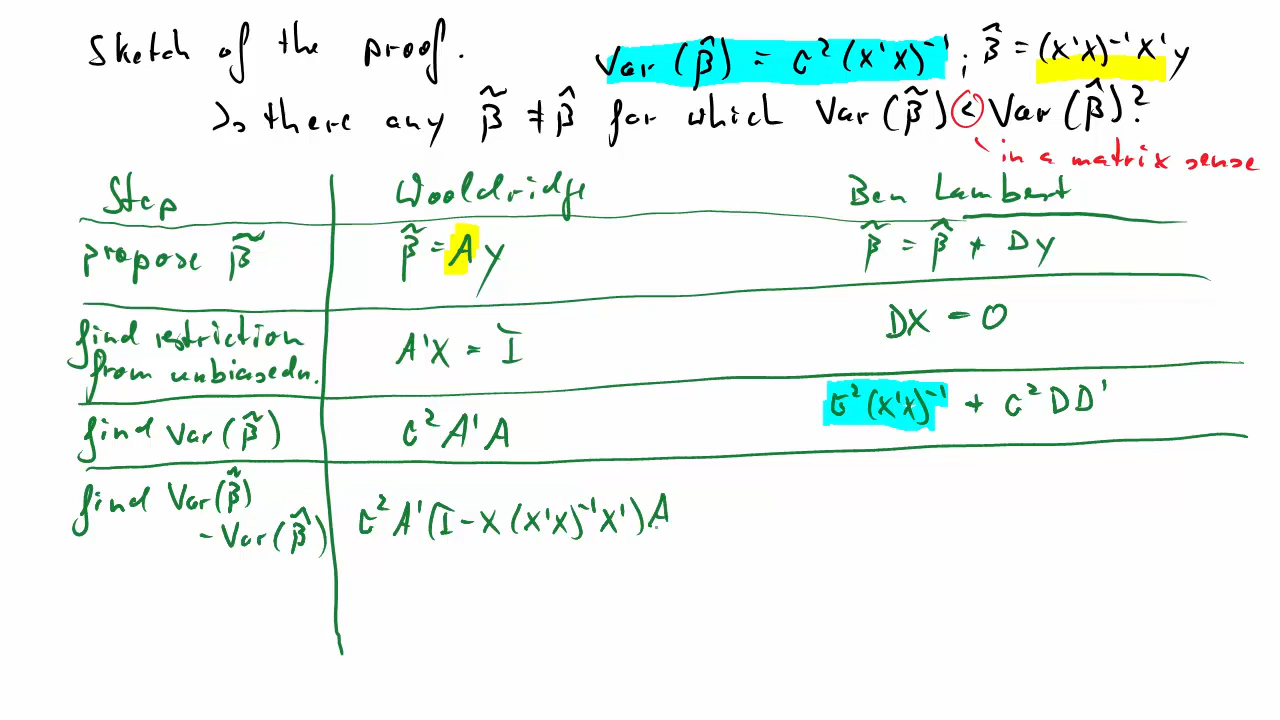 Sketch of the proof.
Var(β̂) = σ²(X'X)⁻¹ ; β̂ = (X'X)⁻¹X'y
Is there any β̃ ≠ β̂ for which Var(β̃) < Var(β̂)?
in a matrix sense
Step Wooldridge Ben Lambert
propose β̃ β̃ = Ay β̃ = β̂ + Dy
find restriction
from unbiasedn. A'X = I DX = 0
find Var(β̃) σ²A'A σ²(X'X)⁻¹ + σ²DD'
find Var(β̃)
- Var(β̂) σ²A'(I - X(X'X)⁻¹X')A